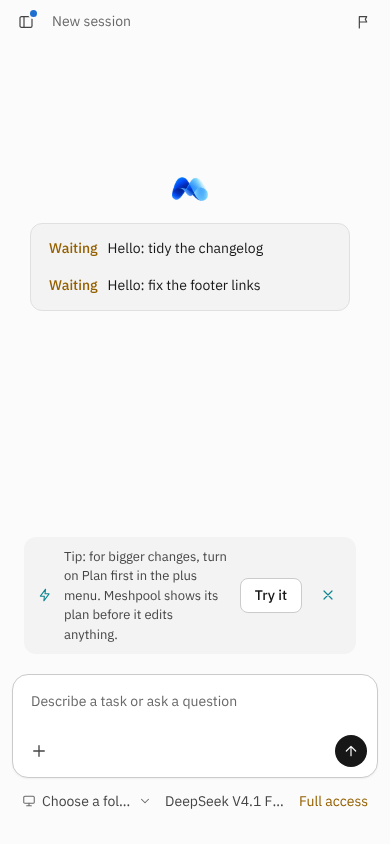 New session
Waiting Hello: tidy the changelog
Waiting Hello: fix the footer links
Tip: for bigger changes, turn
on Plan first in the plus
menu. Meshpool shows its
plan before it edits
anything.
Try it
Describe a task or ask a question
Choose a fol... DeepSeek V4.1 F... Full access